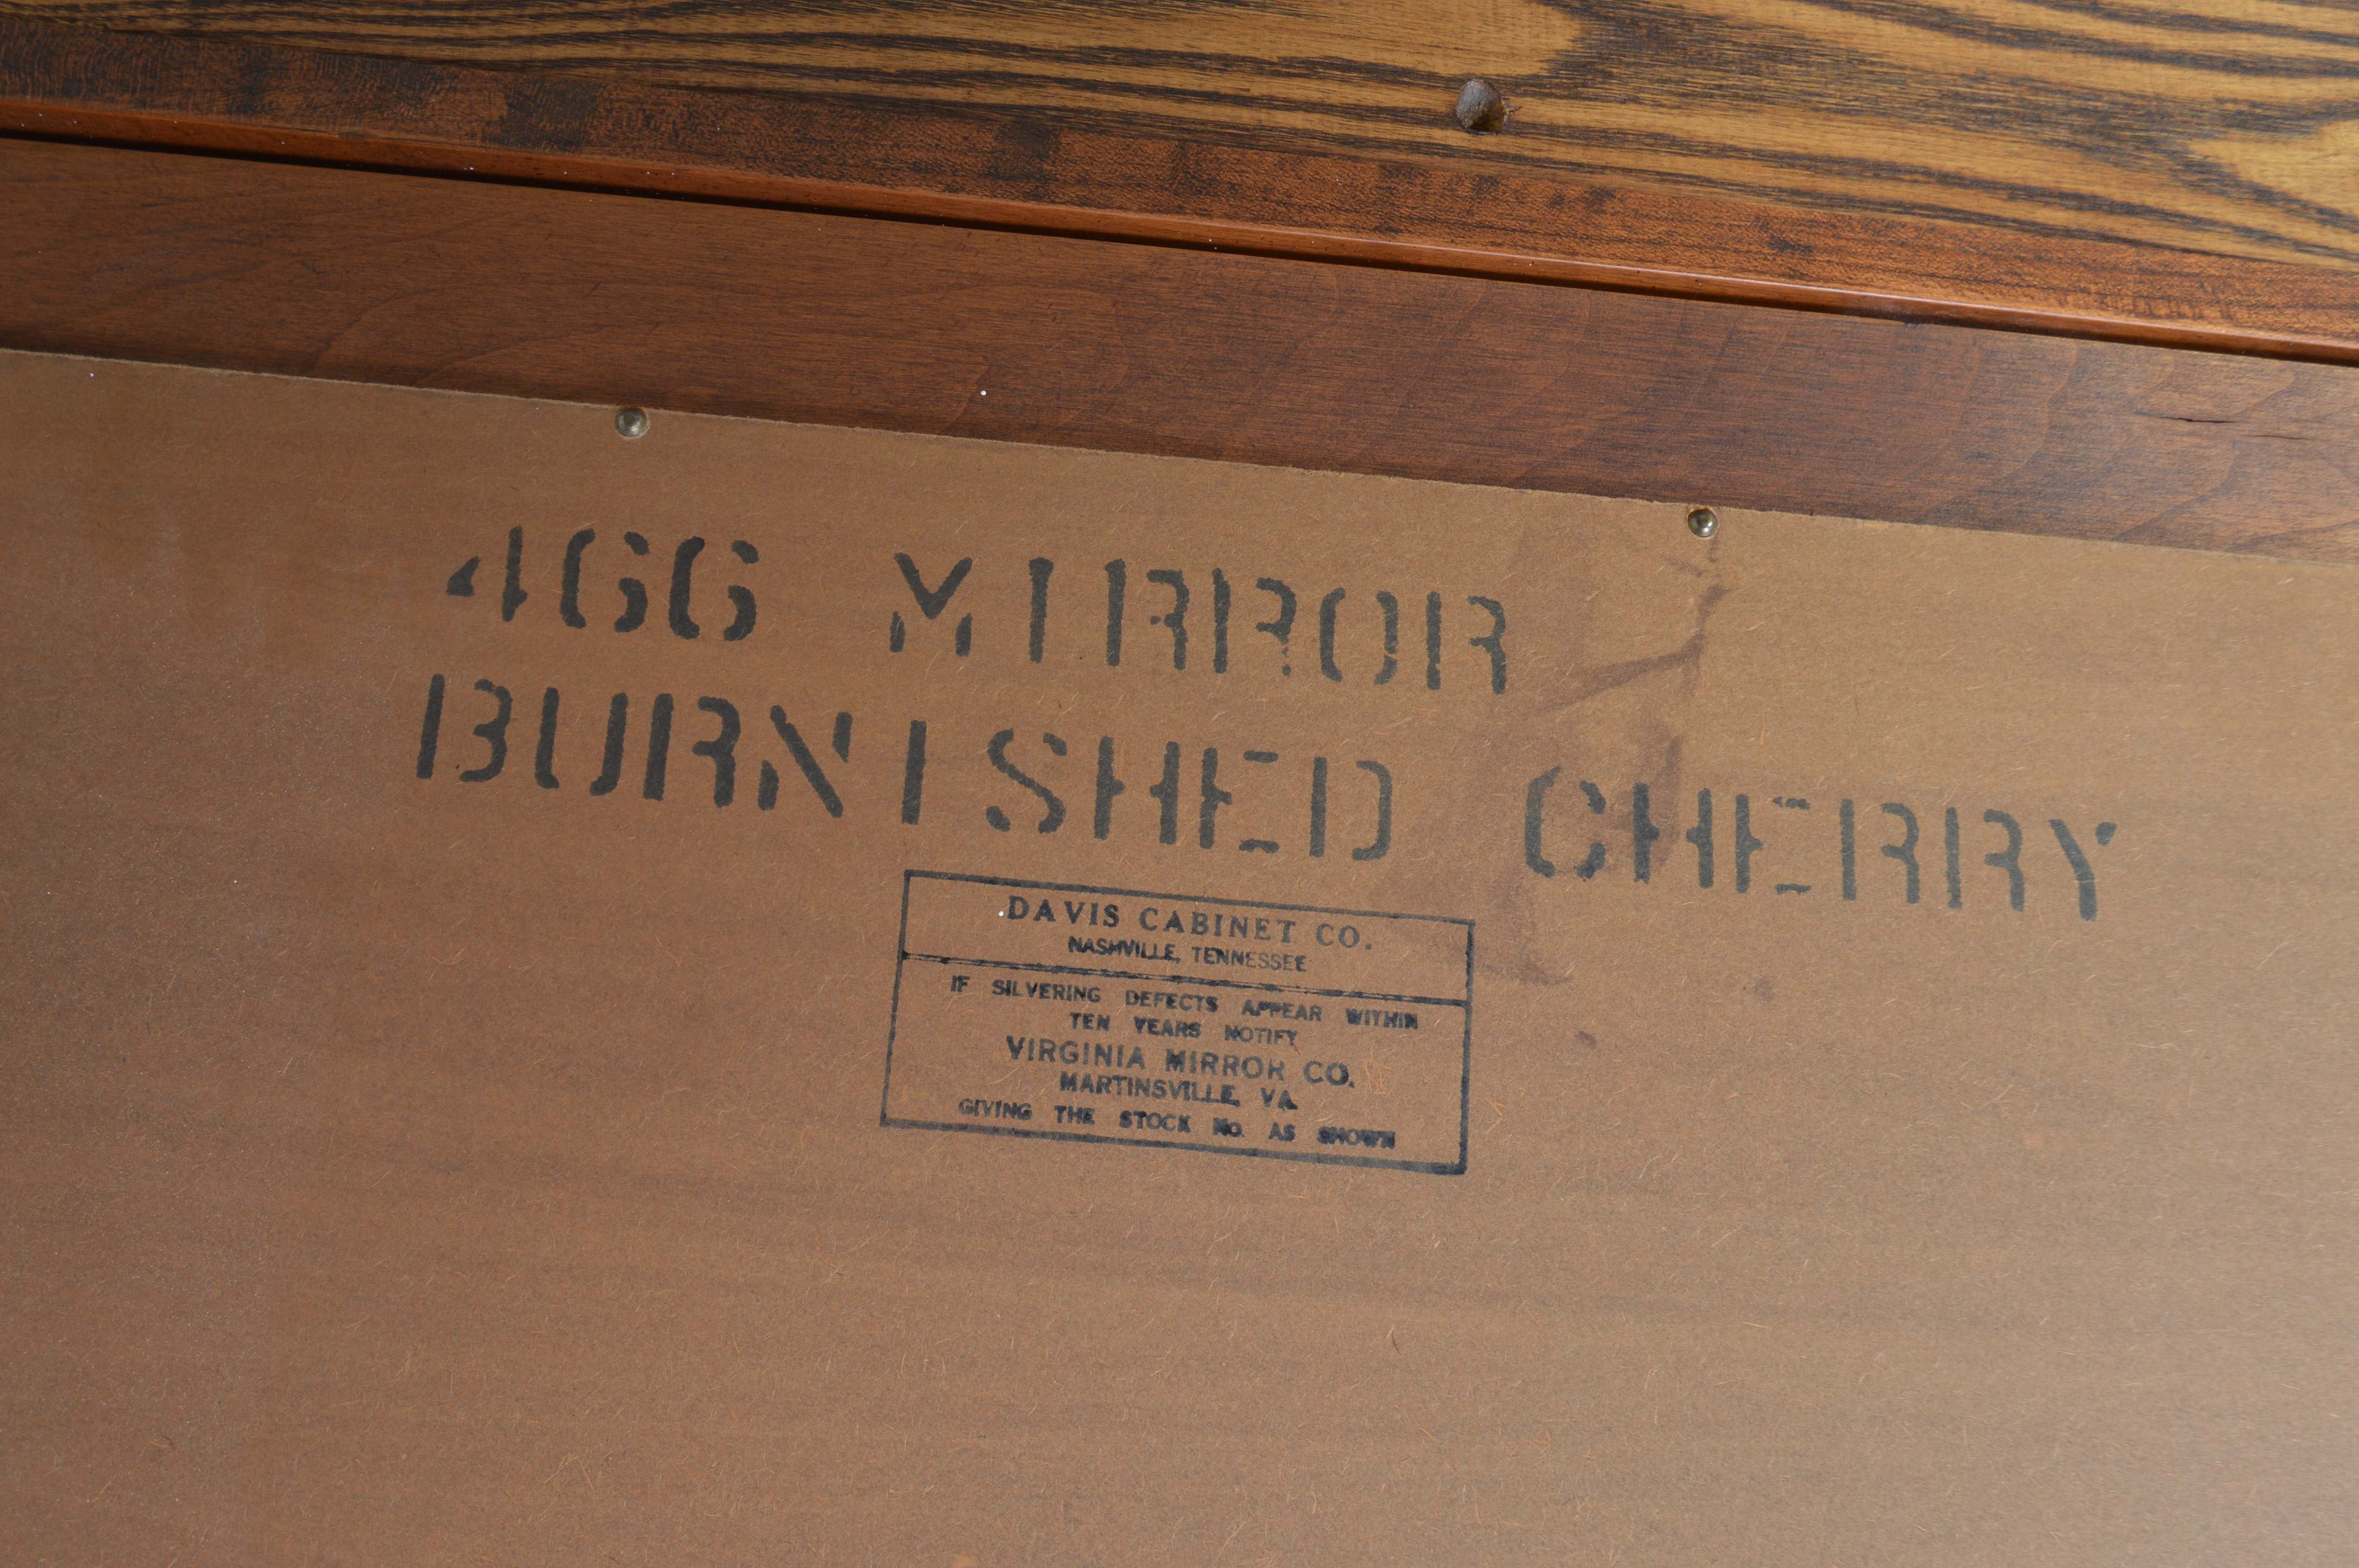 466 MIRROR
BURNISHED CHERRY
DAVIS CABINET CO.
NASHVILLE, TENNESSEE
IF SILVERING DEFECTS APPEAR WITHIN
TEN YEARS NOTIFY
VIRGINIA MIRROR CO.
MARTINSVILLE, VA.
GIVING THE STOCK No. AS SHOWN